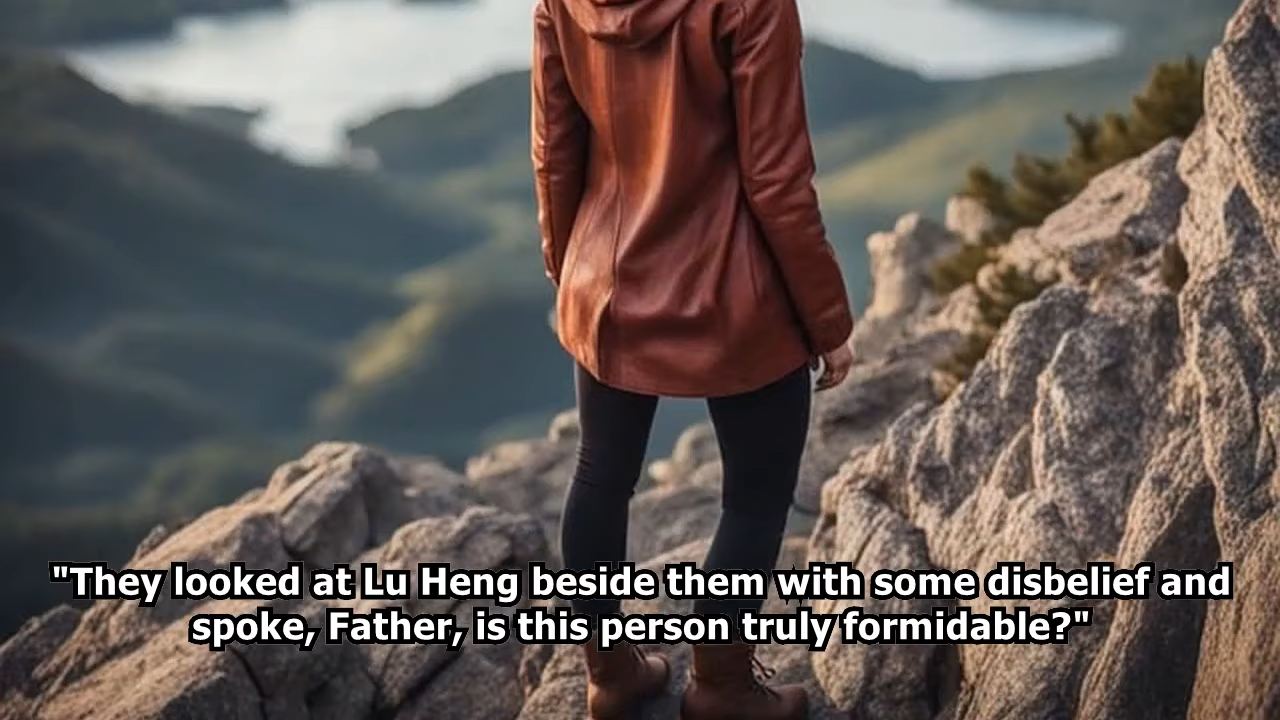 "They looked at Lu Heng beside them with some disbelief and
spoke, Father, is this person truly formidable?"